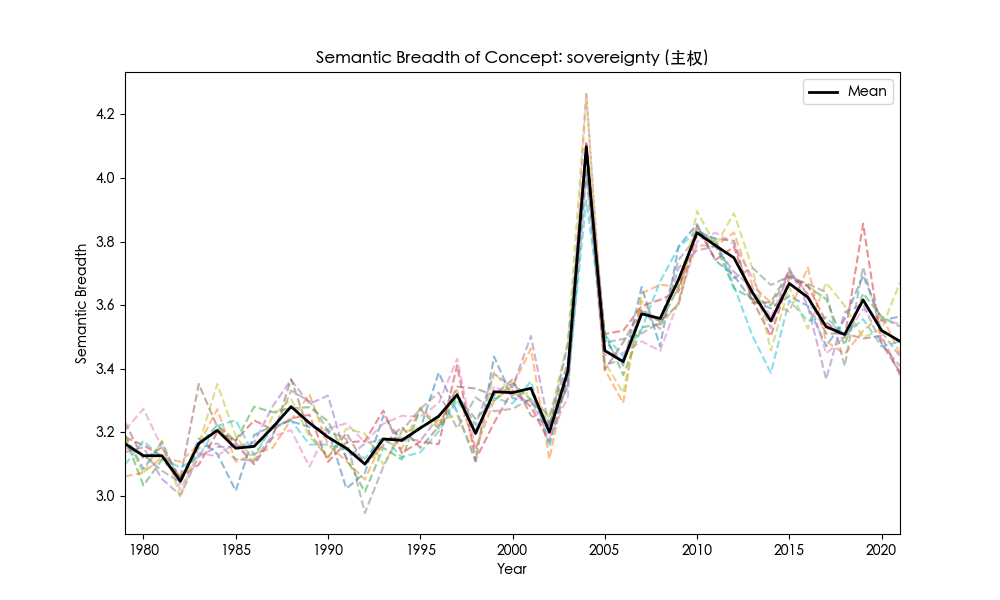 Semantic Breadth of Concept: sovereignty (主权)
Mean
Semantic Breadth
4.2
4.0
3.8
3.6
3.4
3.2
3.0
1980 1985 1990 1995 2000 2005 2010 2015 2020
Year